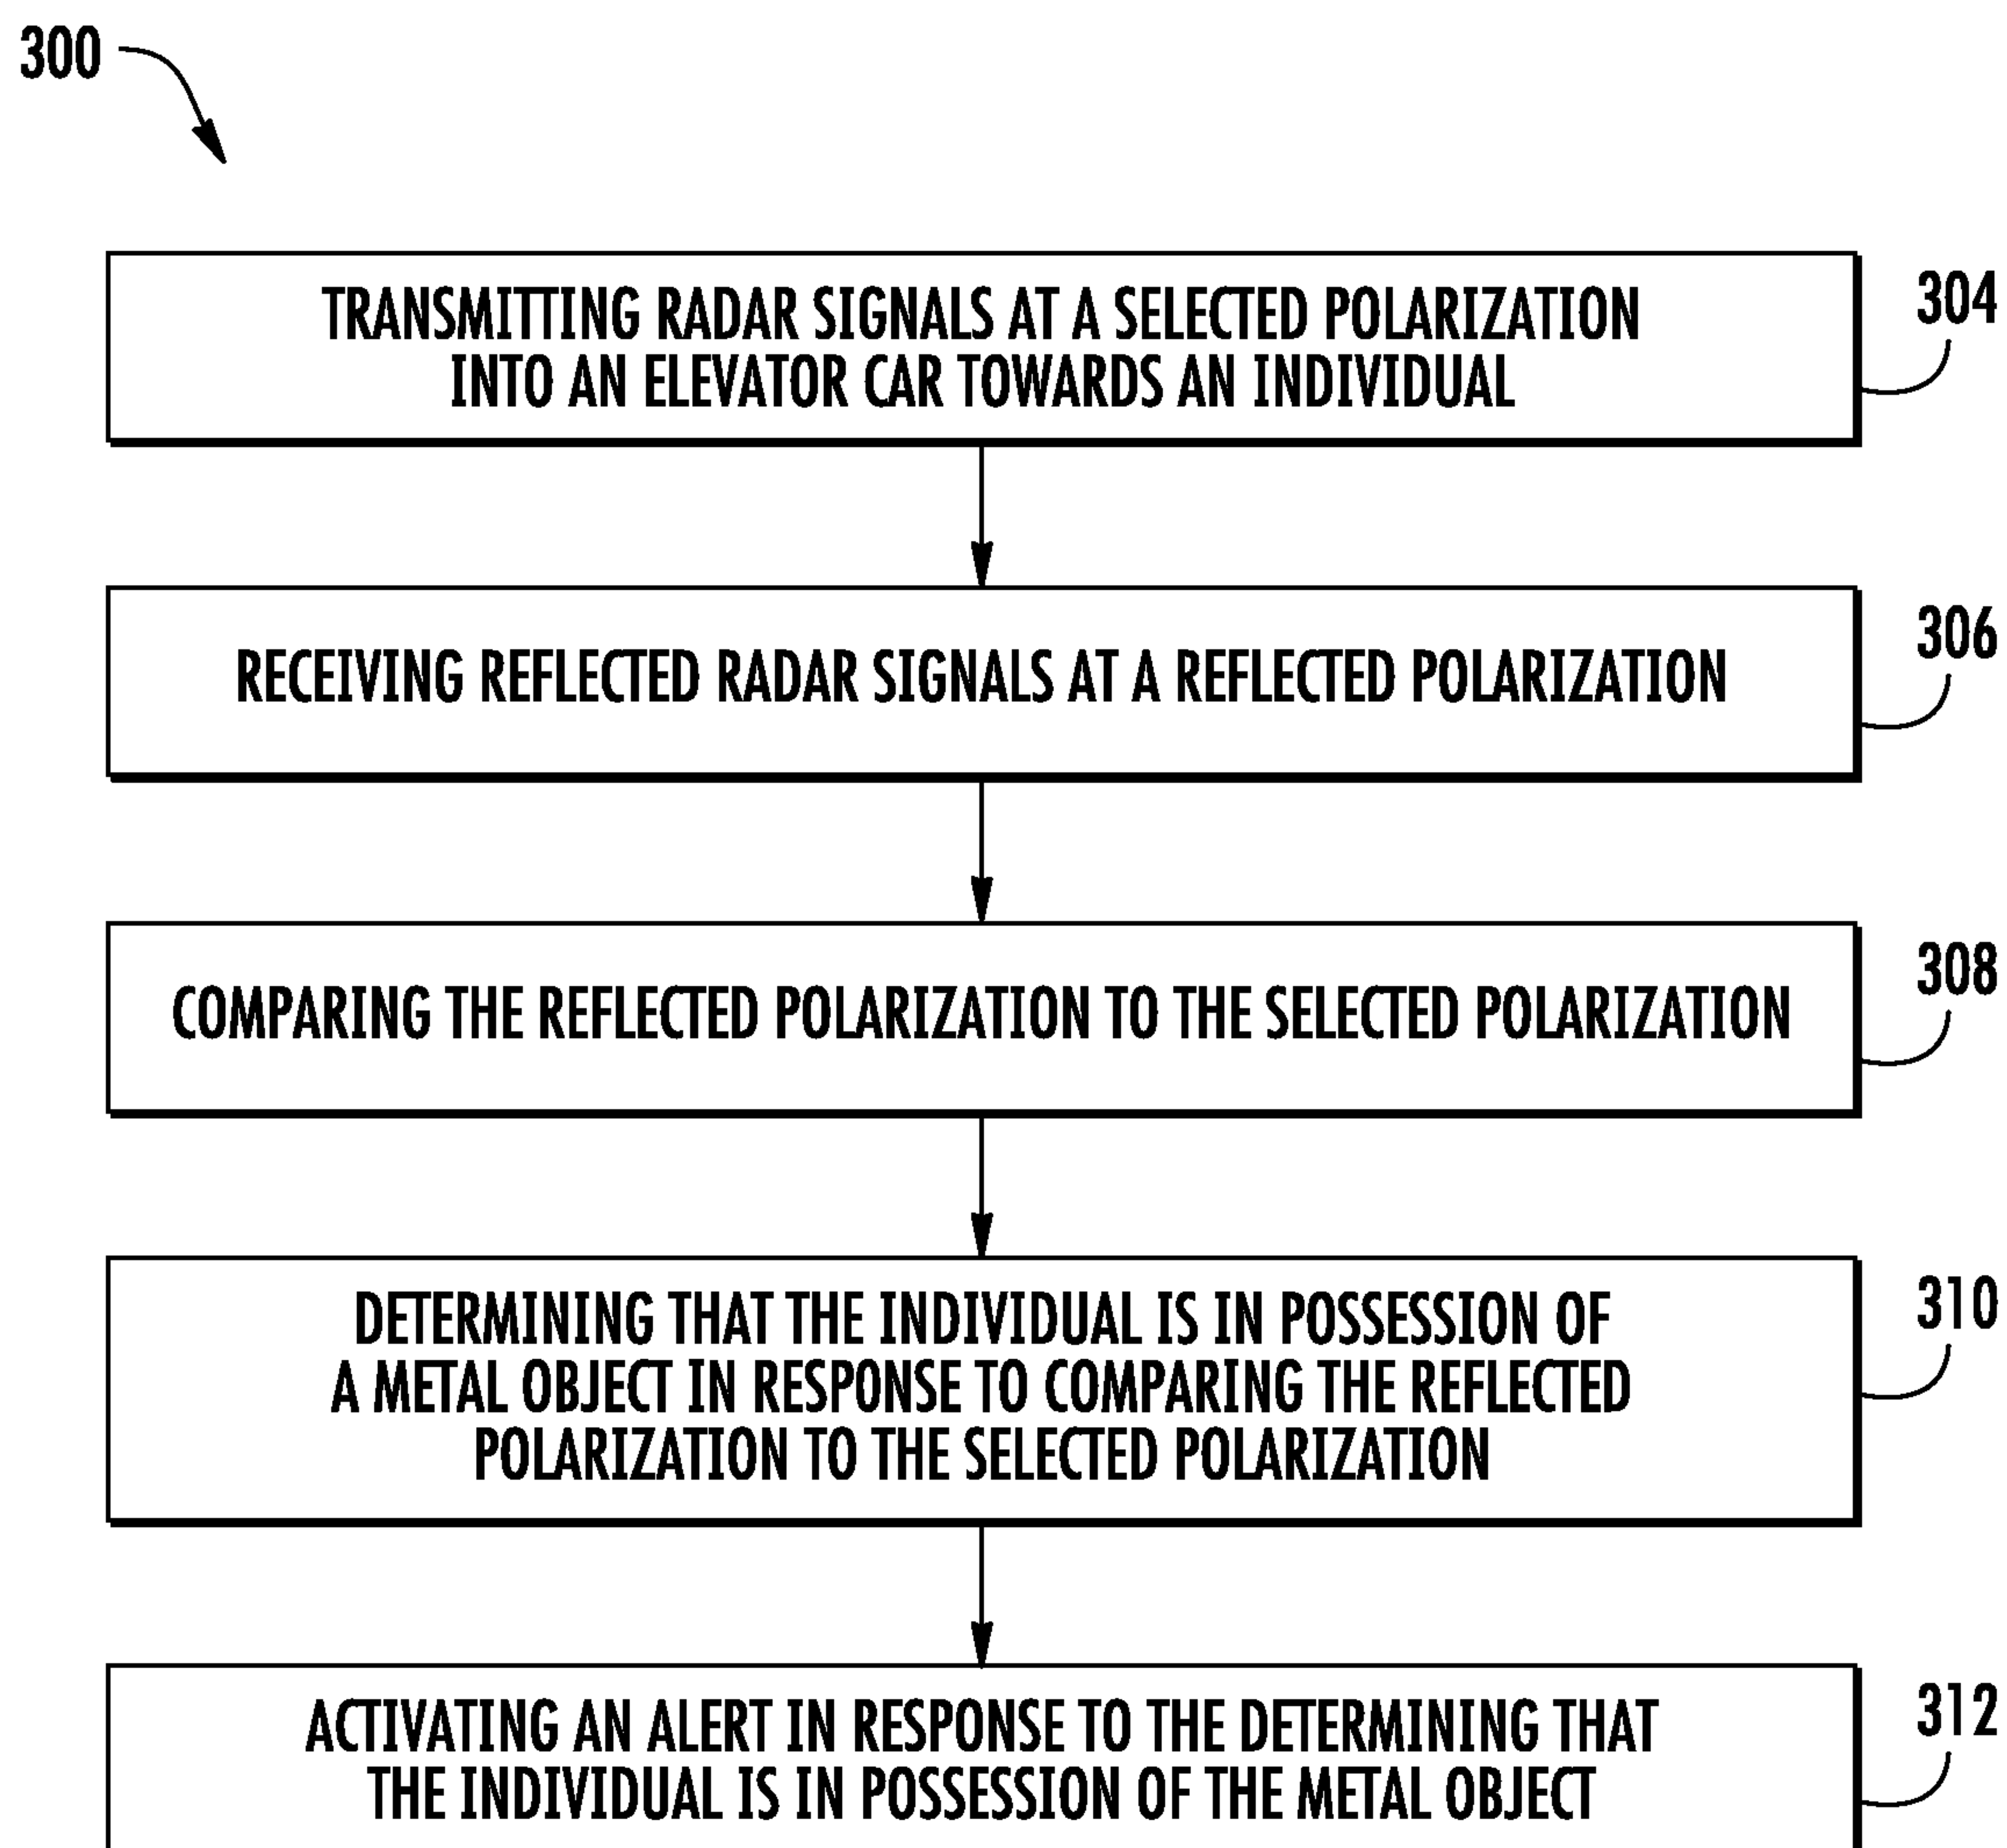 300
TRANSMITTING RADAR SIGNALS AT A SELECTED POLARIZATION
INTO AN ELEVATOR CAR TOWARDS AN INDIVIDUAL
304
RECEIVING REFLECTED RADAR SIGNALS AT A REFLECTED POLARIZATION
306
COMPARING THE REFLECTED POLARIZATION TO THE SELECTED POLARIZATION
308
DETERMINING THAT THE INDIVIDUAL IS IN POSSESSION OF
A METAL OBJECT IN RESPONSE TO COMPARING THE REFLECTED
POLARIZATION TO THE SELECTED POLARIZATION
310
ACTIVATING AN ALERT IN RESPONSE TO THE DETERMINING THAT
THE INDIVIDUAL IS IN POSSESSION OF THE METAL OBJECT
312